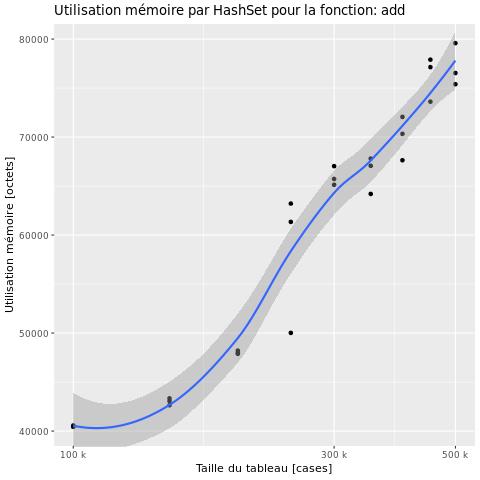 Utilisation mémoire par HashSet pour la fonction: add
Utilisation mémoire [octets]
80000
70000
60000
50000
40000
100 k
300 k
500 k
Taille du tableau [cases]